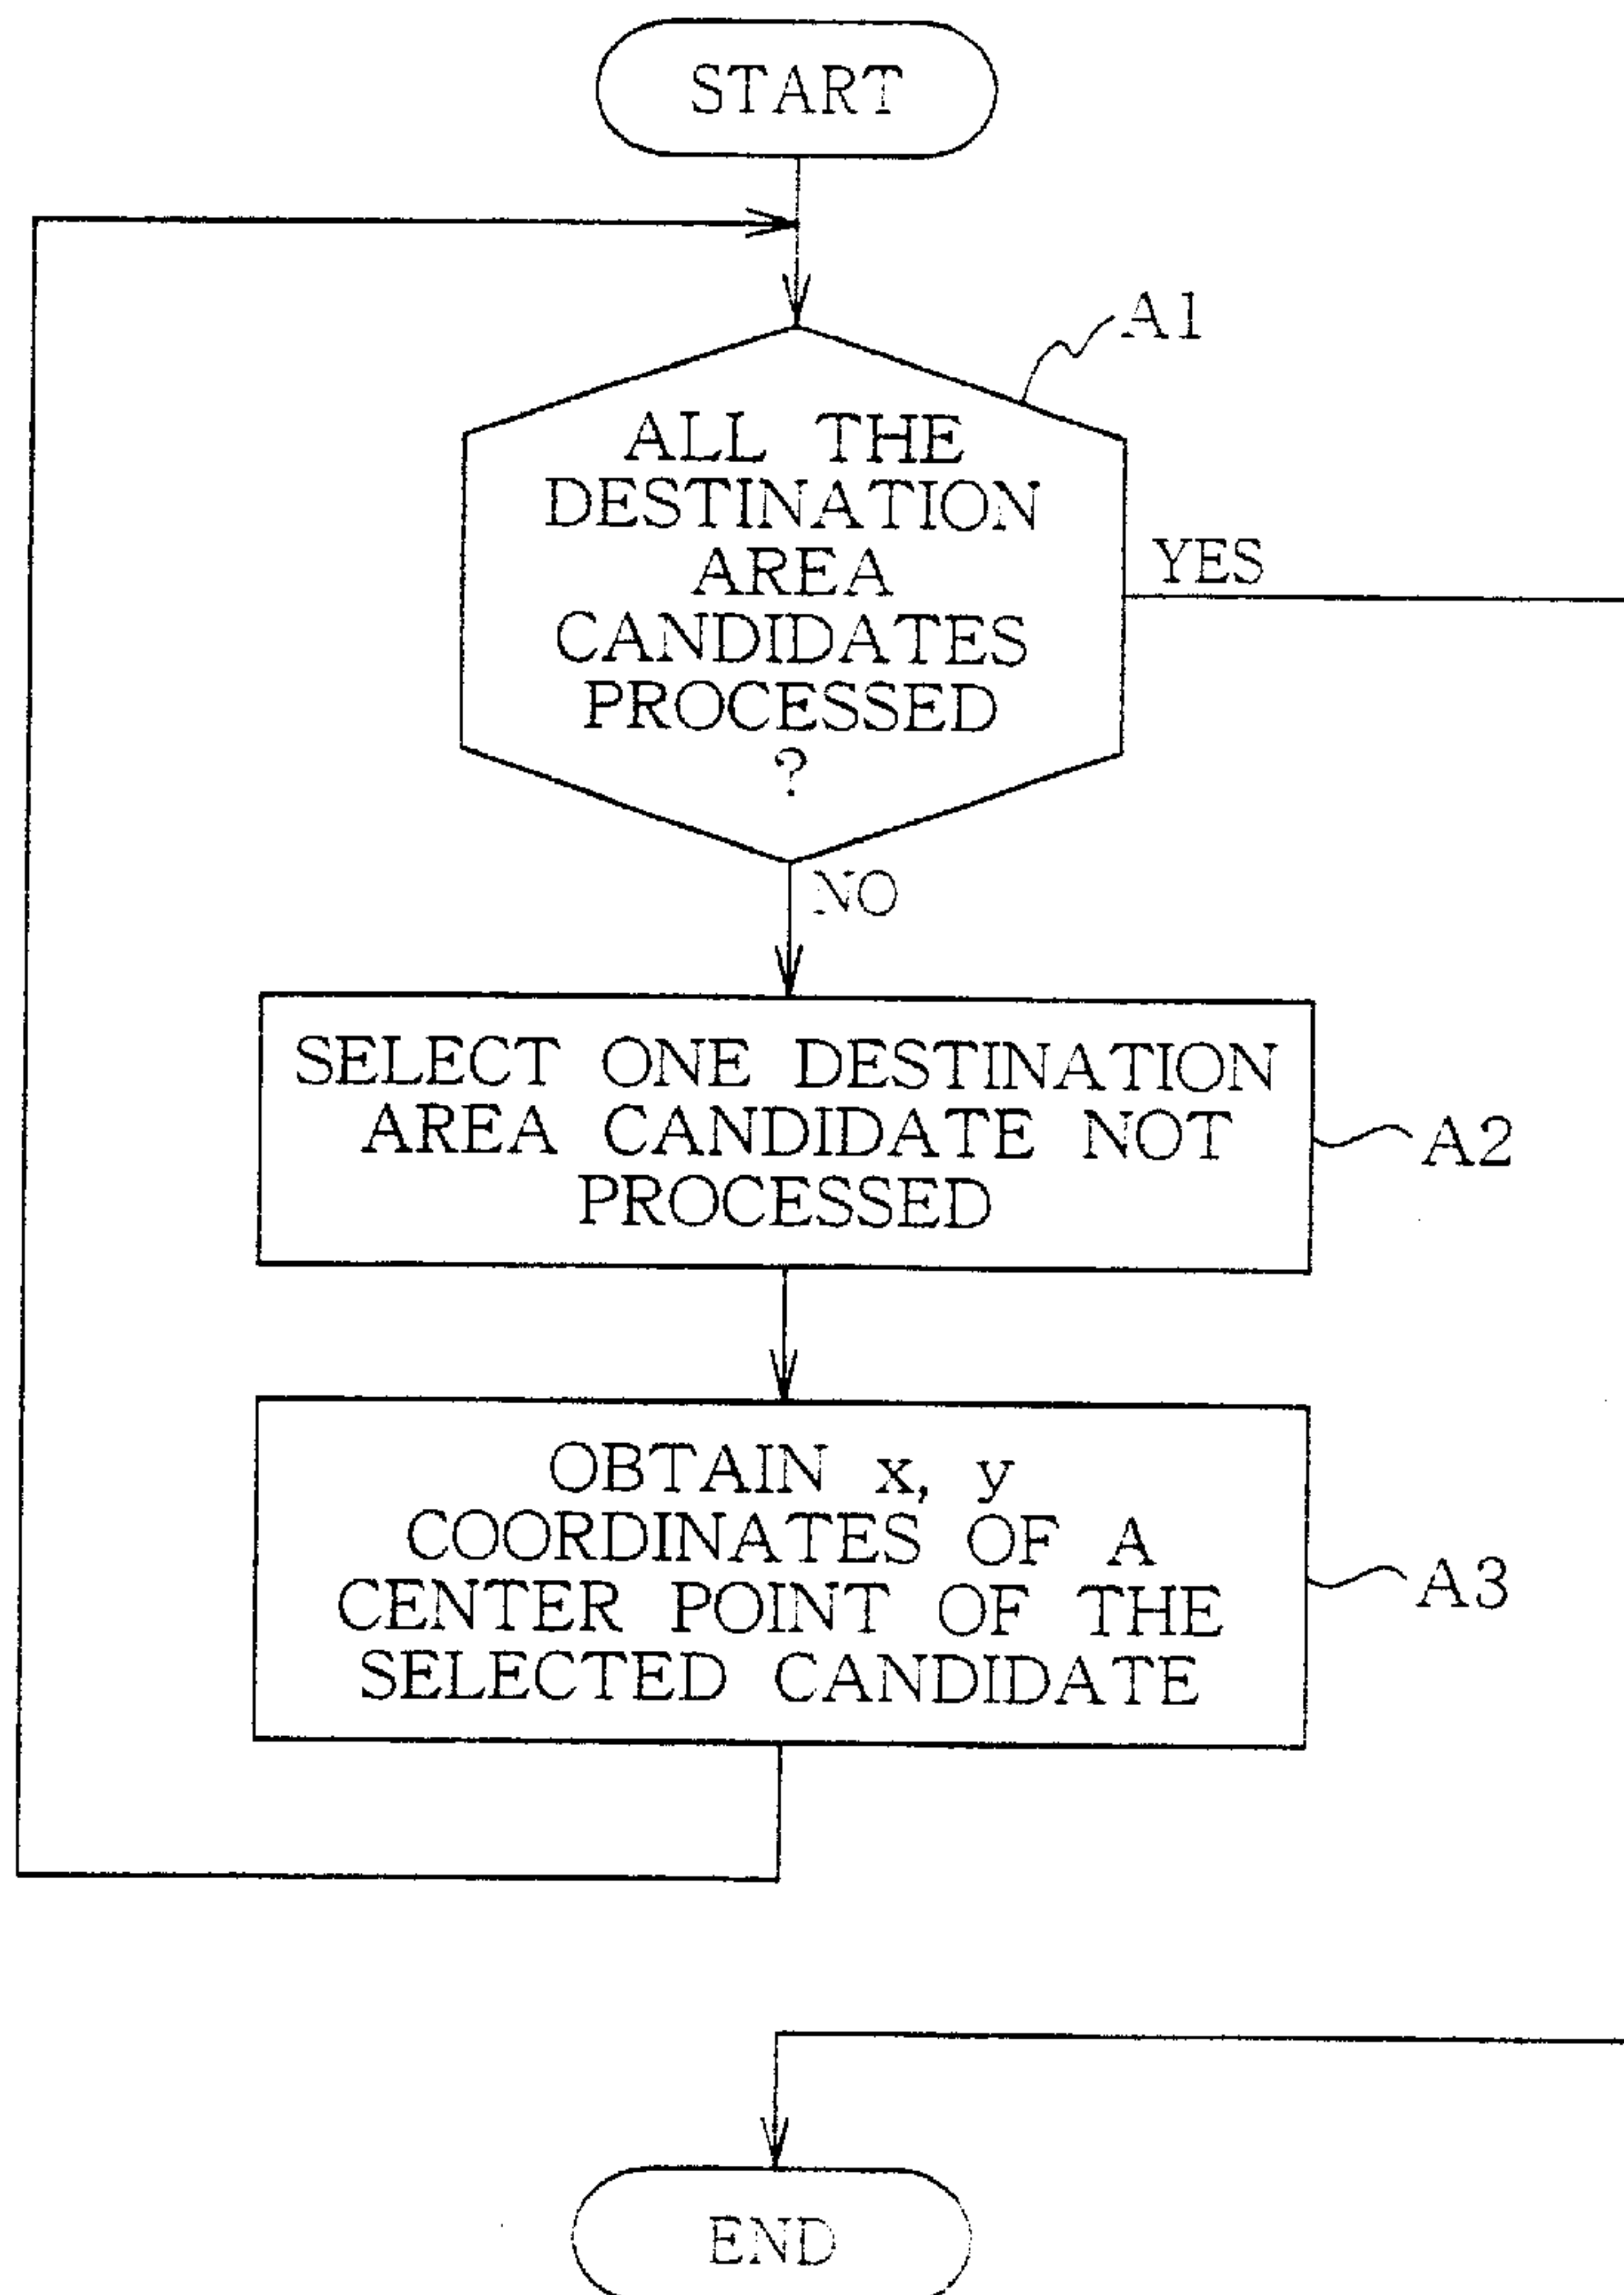 START
A1
ALL THE
DESTINATION
AREA
CANDIDATES
PROCESSED
?
YES
NO
SELECT ONE DESTINATION
AREA CANDIDATE NOT
PROCESSED
A2
OBTAIN x, y
COORDINATES OF A
CENTER POINT OF THE
SELECTED CANDIDATE
A3
END